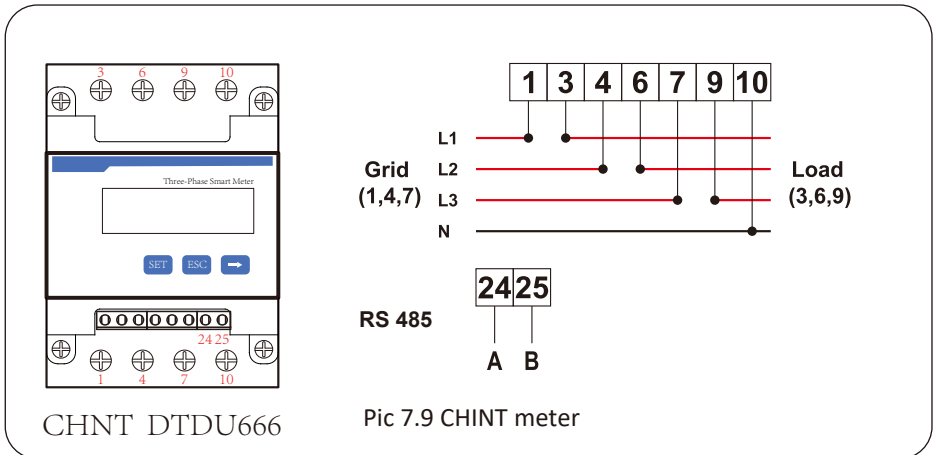 3 6 9 10
Three-Phase Smart Meter
SET ESC
24 25
1 4 7 10
CHNT DTDU666
1 3 4 6 7 9 10
L1
Grid L2 Load
(1,4,7) L3 (3,6,9)
N
24 25
RS 485
A B
Pic 7.9 CHINT meter